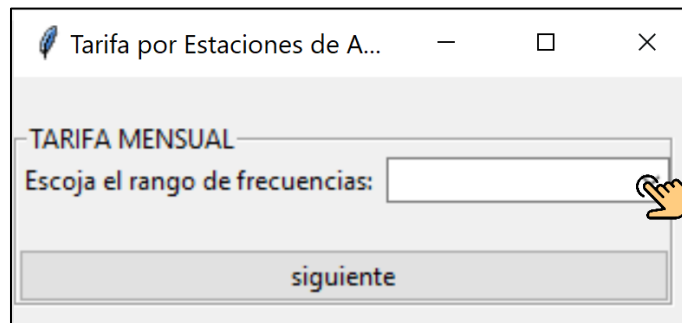 Tarifa por Estaciones de A...
TARIFA MENSUAL
Escoja el rango de frecuencias:
siguiente